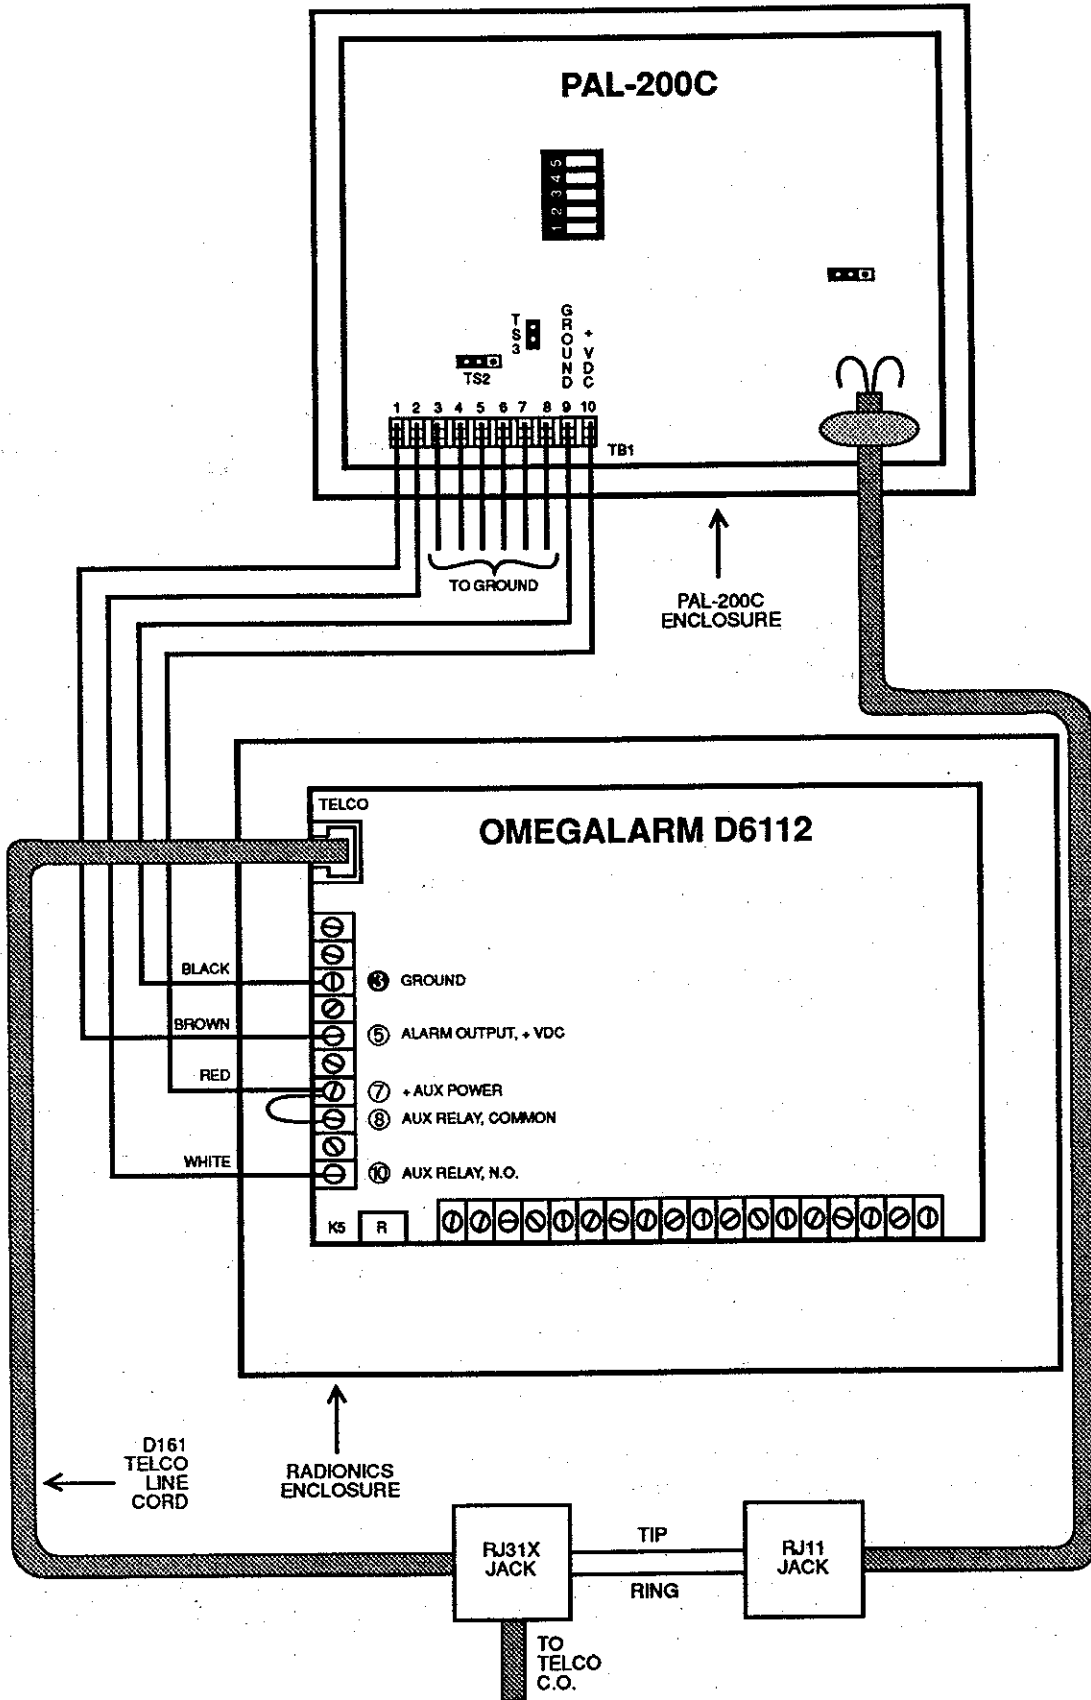 PAL-200C
1 2 3 4 5
TS3
GROUND
+ VDC
TS2
1 2 3 4 5 6 7 8 9 10
TB1
TO GROUND
PAL-200C
ENCLOSURE
TELCO
OMEGALARM D6112
BLACK
3 GROUND
BROWN
5 ALARM OUTPUT, + VDC
RED
7 + AUX POWER
8 AUX RELAY, COMMON
WHITE
10 AUX RELAY, N.O.
K5 R
D161
TELCO
LINE
CORD
RADIONICS
ENCLOSURE
RJ31X
JACK
TIP
RING
RJ11
JACK
TO
TELCO
C.O.